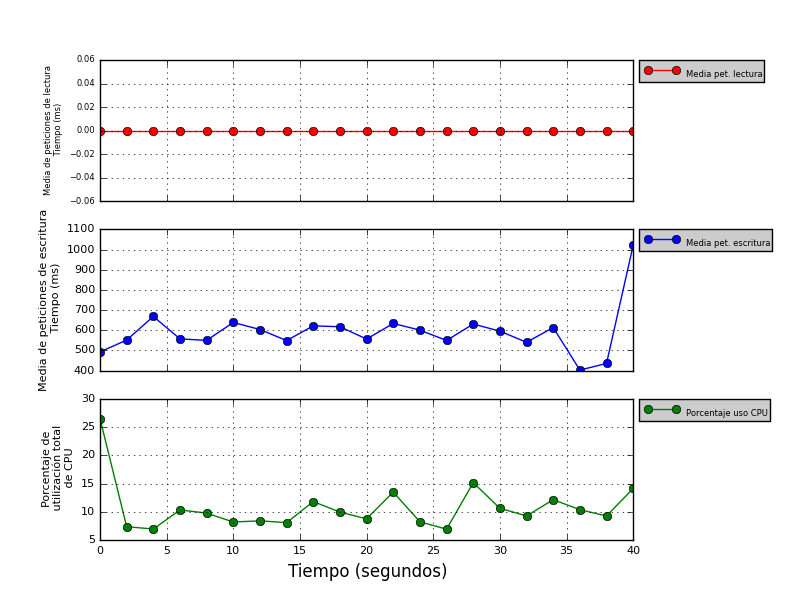 0.06
0.04
0.02
0.00
−0.02
−0.04
−0.06
Media de peticiones de lectura
Tiempo (ms)
Media pet. lectura
1100
1000
900
800
700
600
500
400
Media de peticiones de escritura
Tiempo (ms)
Media pet. escritura
30
25
20
15
10
5
Porcentaje de
utilización total
de CPU
Porcentaje uso CPU
0 5 10 15 20 25 30 35 40
Tiempo (segundos)